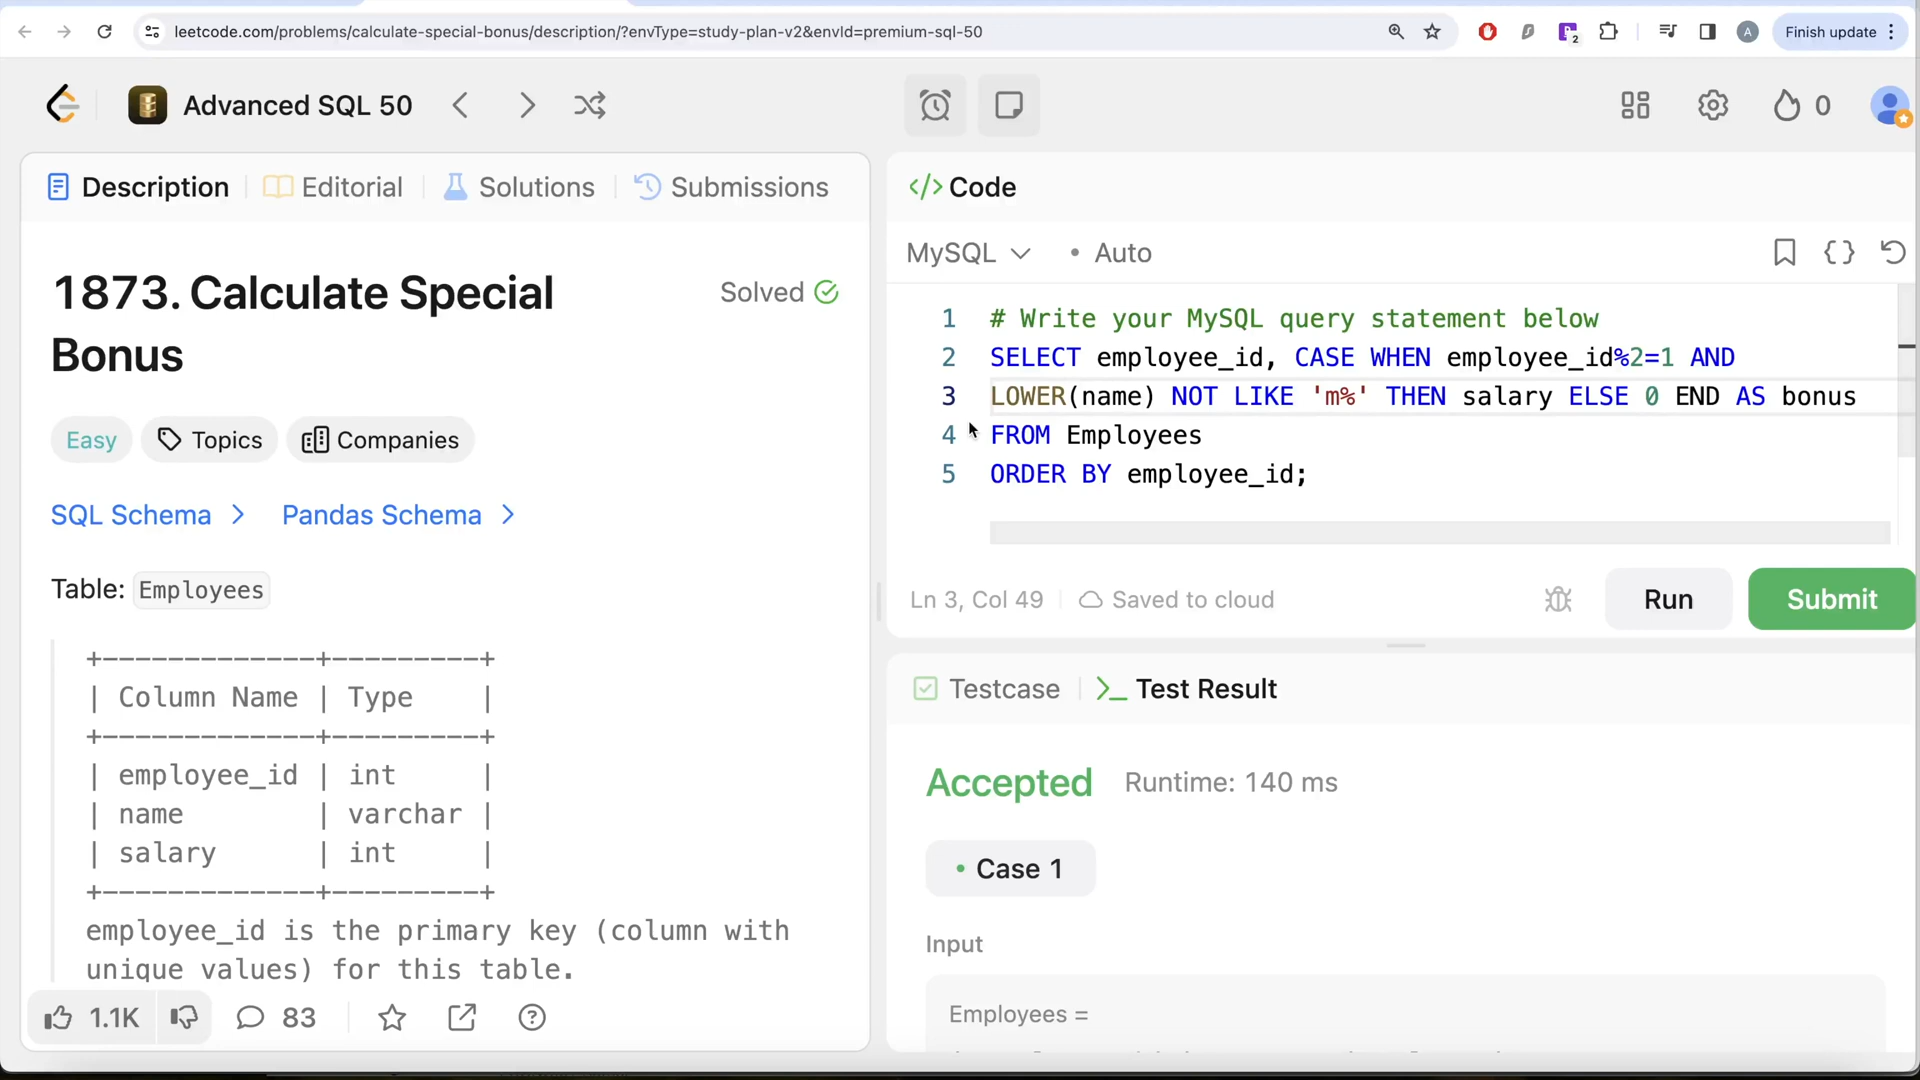 leetcode.com/problems/calculate-special-bonus/description/?envType=study-plan-v2&envId=premium-sql-50
2
A
Finish update
Advanced SQL 50
0
Description
Editorial
Solutions
Submissions
1873. Calculate Special
Bonus
Solved
Easy
Topics
Companies
SQL Schema
Pandas Schema
Table: Employees
+-------------+---------+
| Column Name | Type    |
+-------------+---------+
| employee_id | int     |
| name        | varchar |
| salary      | int     |
+-------------+---------+
employee_id is the primary key (column with
unique values) for this table.
1.1K
83
</> Code
MySQL
• Auto
1 # Write your MySQL query statement below
2 SELECT employee_id, CASE WHEN employee_id%2=1 AND
3 LOWER(name) NOT LIKE 'm%' THEN salary ELSE 0 END AS bonus
4 FROM Employees
5 ORDER BY employee_id;
Ln 3, Col 49
Saved to cloud
Run
Submit
Testcase
Test Result
Accepted
Runtime: 140 ms
• Case 1
Input
Employees =